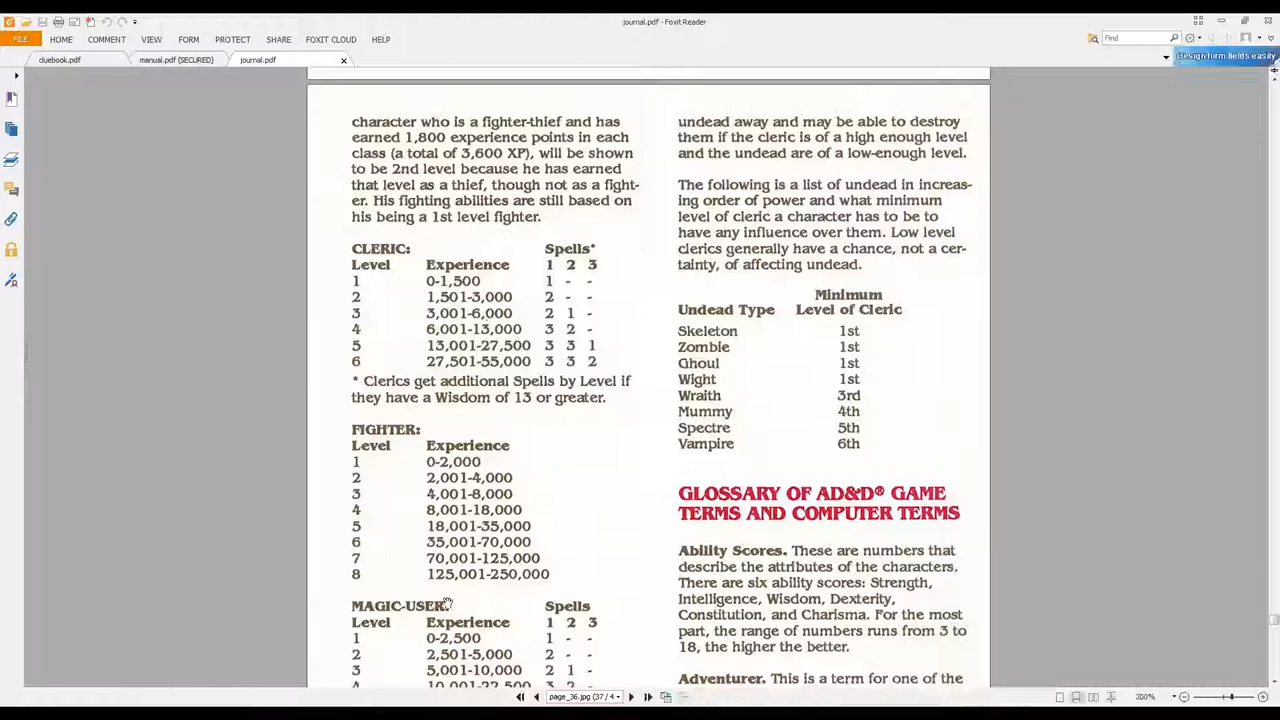 journal.pdf - Foxit Reader
FILE HOME COMMENT VIEW FORM PROTECT SHARE FOXIT CLOUD HELP
Find
duebook.pdf manual.pdf (SECURED) journal.pdf
Design form fields easily
character who is a fighter-thief and has
earned 1,800 experience points in each
class (a total of 3,600 XP), will be shown
to be 2nd level because he has earned
that level as a thief, though not as a fight-
er. His fighting abilities are still based on
his being a 1st level fighter.
CLERIC: Spells*
Level Experience 1 2 3
1 0-1,500 1 - -
2 1,501-3,000 2 - -
3 3,001-6,000 2 1 -
4 6,001-13,000 3 2 -
5 13,001-27,500 3 3 1
6 27,501-55,000 3 3 2
* Clerics get additional Spells by Level if
they have a Wisdom of 13 or greater.
FIGHTER:
Level Experience
1 0-2,000
2 2,001-4,000
3 4,001-8,000
4 8,001-18,000
5 18,001-35,000
6 35,001-70,000
7 70,001-125,000
8 125,001-250,000
MAGIC-USER: Spells
Level Experience 1 2 3
1 0-2,500 1 - -
2 2,501-5,000 2 - -
3 5,001-10,000 2 1 -
4 10,001-22,500 3 2 -
undead away and may be able to destroy
them if the cleric is of a high enough level
and the undead are of a low-enough level.
The following is a list of undead in increas-
ing order of power and what minimum
level of cleric a character has to be to
have any influence over them. Low level
clerics generally have a chance, not a cer-
tainty, of affecting undead.
Minimum
Undead Type Level of Cleric
Skeleton 1st
Zombie 1st
Ghoul 1st
Wight 1st
Wraith 3rd
Mummy 4th
Spectre 5th
Vampire 6th
GLOSSARY OF AD&D® GAME
TERMS AND COMPUTER TERMS
Ability Scores. These are numbers that
describe the attributes of the characters.
There are six ability scores: Strength,
Intelligence, Wisdom, Dexterity,
Constitution, and Charisma. For the most
part, the range of numbers runs from 3 to
18, the higher the better.
Adventurer. This is a term for one of the
page_36.jpg (37 / 4
200%